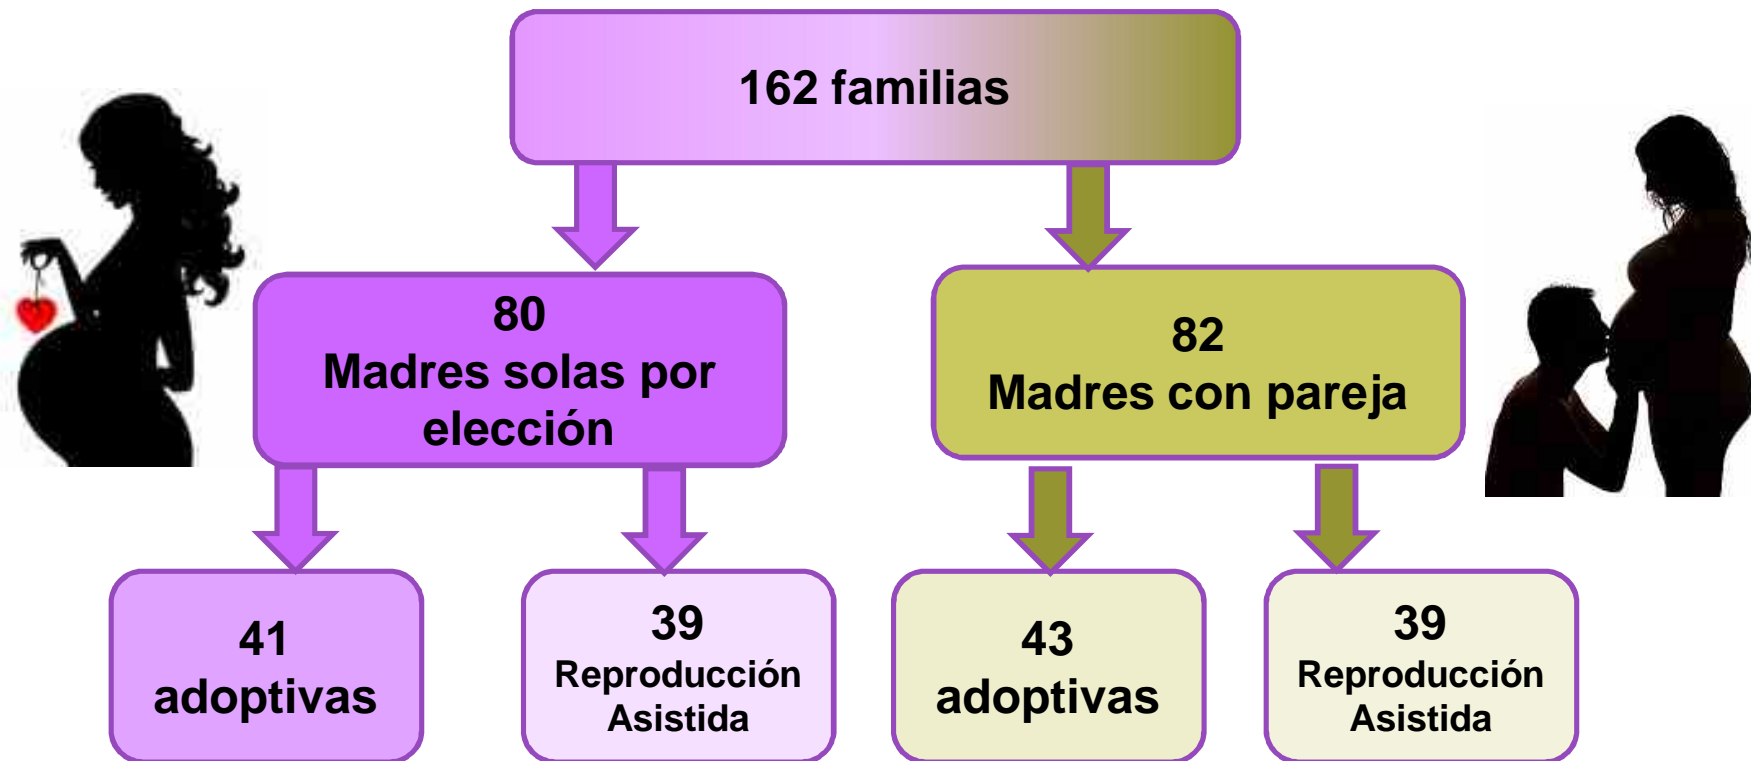 162 familias
80
Madres solas por
elección
82
Madres con pareja
41
adoptivas
39
Reproducción
Asistida
43
adoptivas
39
Reproducción
Asistida